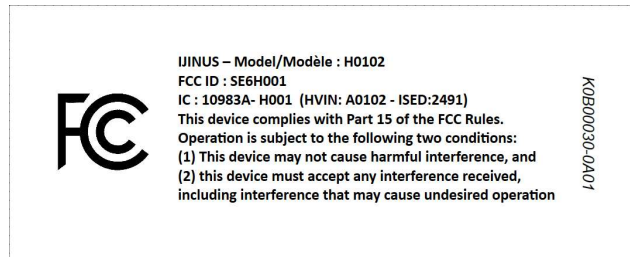 FC
IJINUS – Model/Modèle : H0102
FCC ID : SE6H001
IC : 10983A- H001 (HVIN: A0102 - ISED:2491)
This device complies with Part 15 of the FCC Rules.
Operation is subject to the following two conditions:
(1) This device may not cause harmful interference, and
(2) this device must accept any interference received,
including interference that may cause undesired operation
K0B00030-0A01